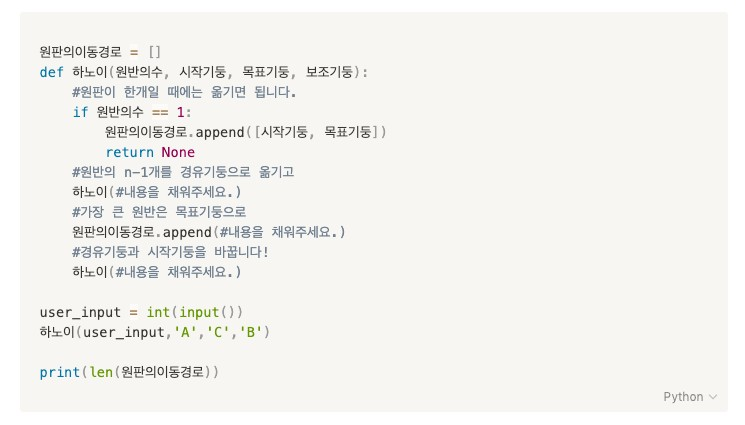 원판의이동경로 = []
def 하노이(원반의수, 시작기둥, 목표기둥, 보조기둥):
    #원판이 한개일 때에는 옮기면 됩니다.
    if 원반의수 == 1:
        원판의이동경로.append([시작기둥, 목표기둥])
        return None
    #원반의 n-1개를 경유기둥으로 옮기고
    하노이(#내용을 채워주세요.)
    #가장 큰 원반은 목표기둥으로
    원판의이동경로.append(#내용을 채워주세요.)
    #경유기둥과 시작기둥을 바꿉니다!
    하노이(#내용을 채워주세요.)
user_input = int(input())
하노이(user_input,'A','C','B')
print(len(원판의이동경로))
Python